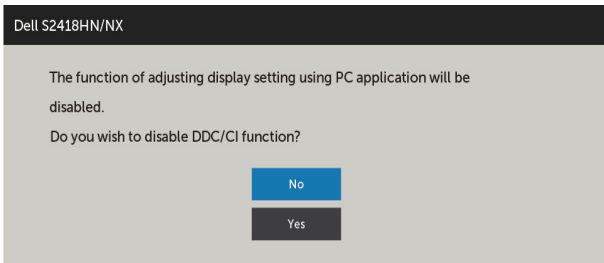 Dell S2418HN/NX
The function of adjusting display setting using PC application will be
disabled.
Do you wish to disable DDC/CI function?
No
Yes